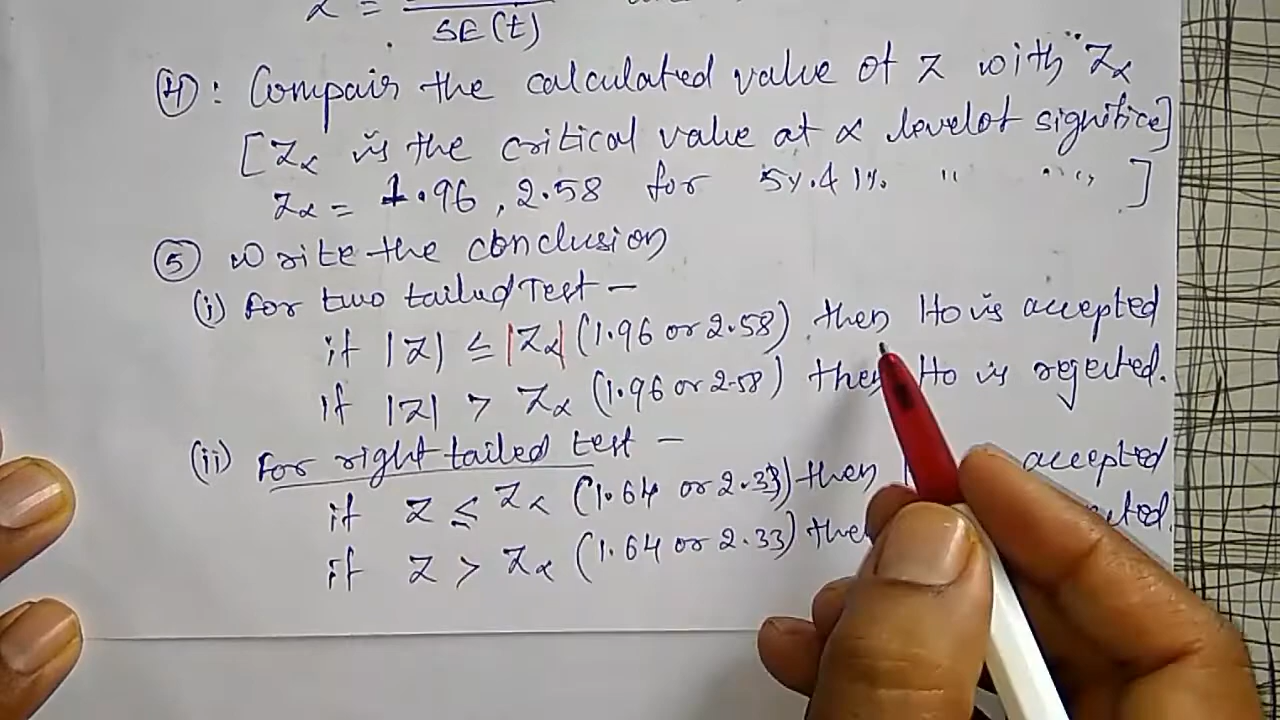 SE(t)
④ : Compair the calculated value of Z with Zα
[Zα is the critical value at α level of significe]
Zα = 1.96, 2.58 for 5%. & 1%. " " ]
⑤ Write the conclusion
(i) for two tailed Test –
if |Z| ≤ |Zα| (1.96 or 2.58) then Ho is accepted
If |Z| > Zα (1.96 or 2.58) then Ho is rejected.
(ii) For right tailed test –
if Z ≤ Zα (1.64 or 2.33) then accepted
if Z > Zα (1.64 or 2.33)